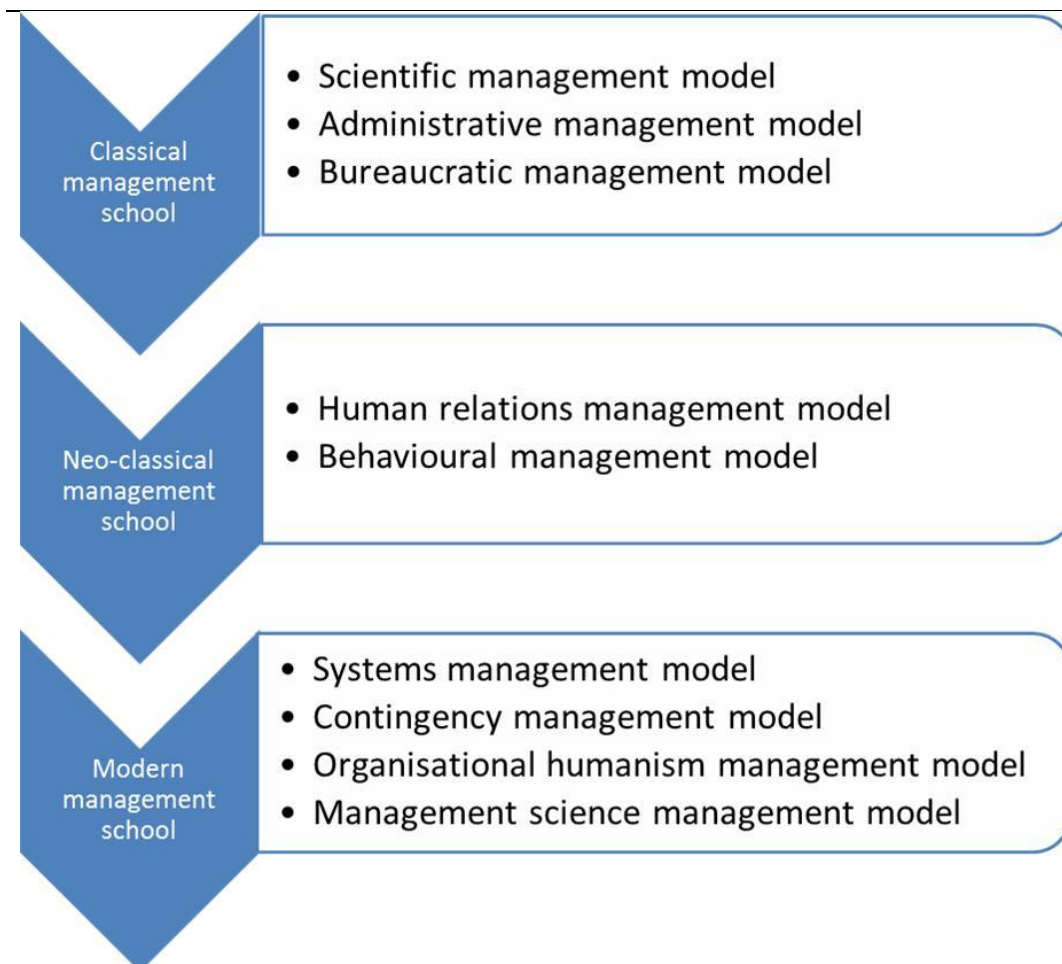 Classical
management
school
• Scientific management model
• Administrative management model
• Bureaucratic management model
Neo-classical
management
school
• Human relations management model
• Behavioural management model
Modern
management
school
• Systems management model
• Contingency management model
• Organisational humanism management model
• Management science management model